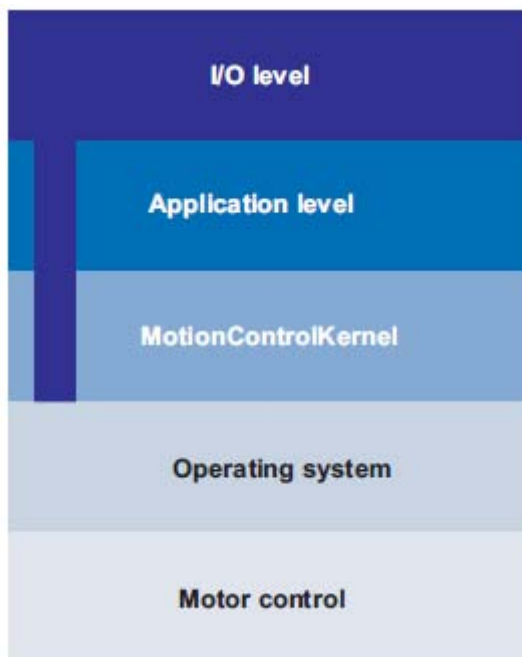 I/O level
Application level
MotionControlKernel
Operating system
Motor control